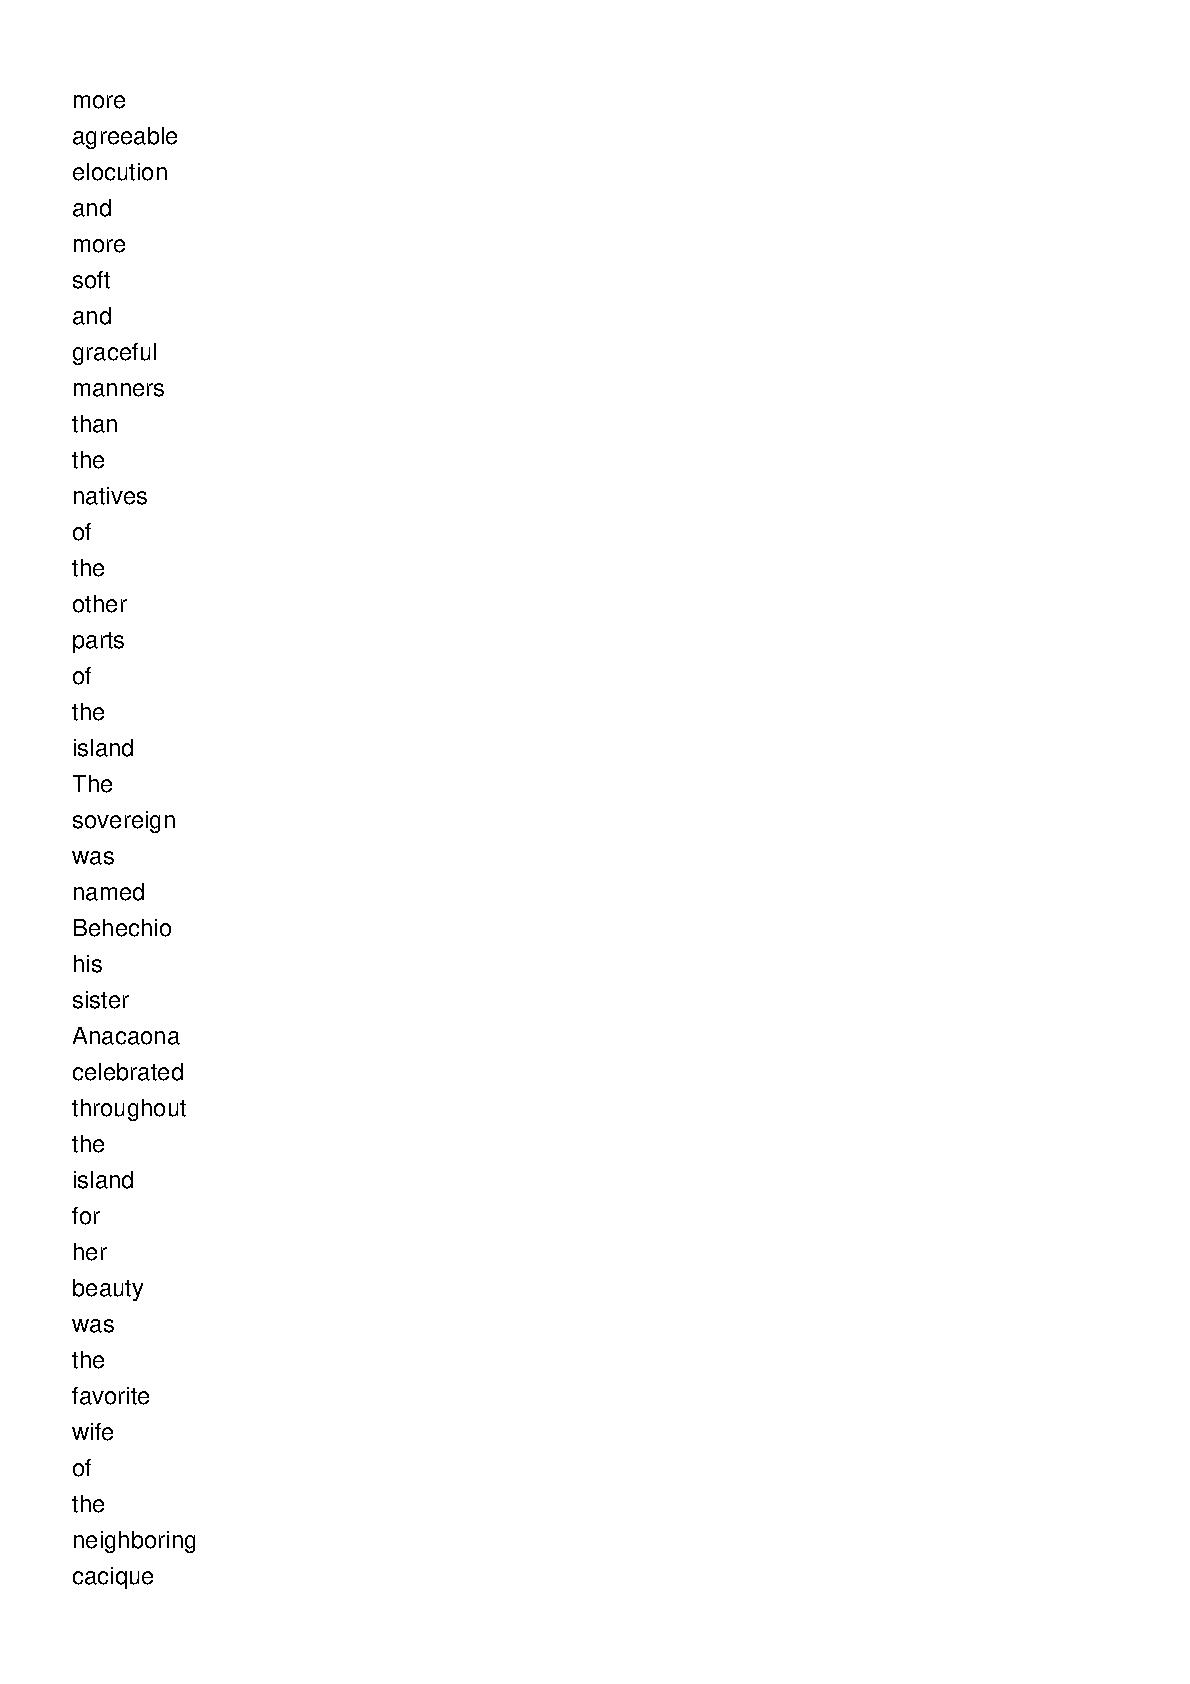 more
agreeable
elocution
and
more
soft
and
graceful
manners
than
the
natives
of
the
other
parts
of
the
island
The
sovereign
was
named
Behechio
his
sister
Anacaona
celebrated
throughout
the
island
for
her
beauty
was
the
favorite
wife
of
the
neighboring
cacique